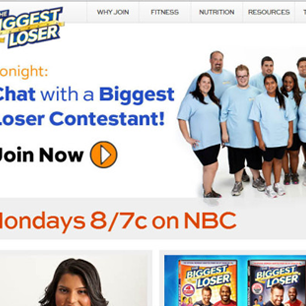 BIGGEST
LOSER
WHY JOIN FITNESS NUTRITION RESOURCES
onight:
Chat with a Biggest
Loser Contestant!
Join Now
Mondays 8/7c on NBC
BIGGEST BIGGEST
LOSER LOSER